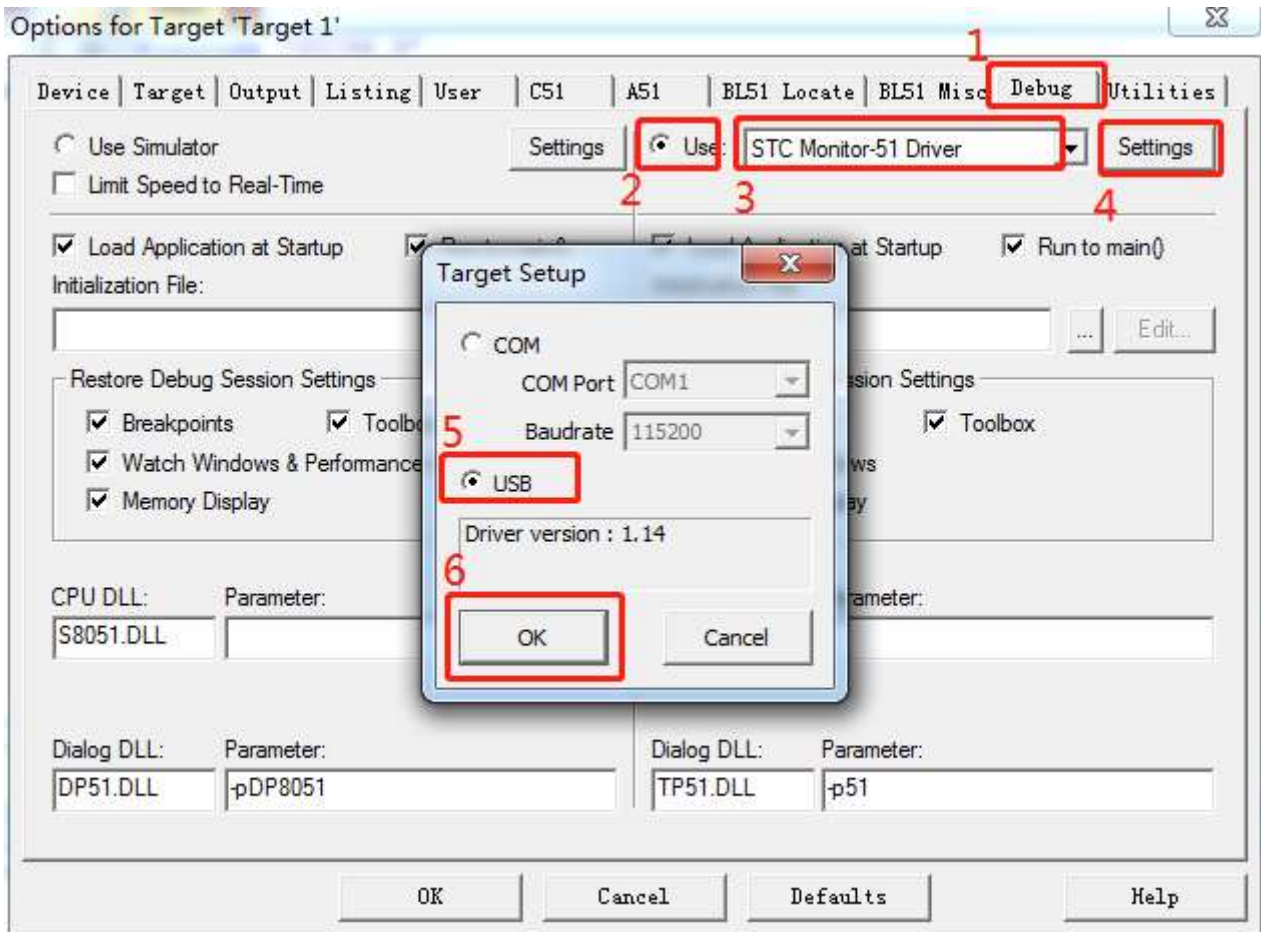 Options for Target 'Target 1'
1
Device Target Output Listing User C51 A51 BL51 Locate BL51 Misc Debug Utilities
Use Simulator Settings Use: STC Monitor-51 Driver Settings
Limit Speed to Real-Time
2 3 4
Load Application at Startup at Startup Run to main()
Initialization File:
Target Setup
... Edit...
COM
COM Port COM1
Baudrate 115200
5
USB
Driver version : 1.14
6
OK Cancel
Restore Debug Session Settings Settings
Breakpoints Toolbox
Watch Windows & Performance
Memory Display
CPU DLL: Parameter:
S8051.DLL
Dialog DLL: Parameter: Dialog DLL: Parameter:
DP51.DLL -pDP8051 TP51.DLL -p51
OK Cancel Defaults Help